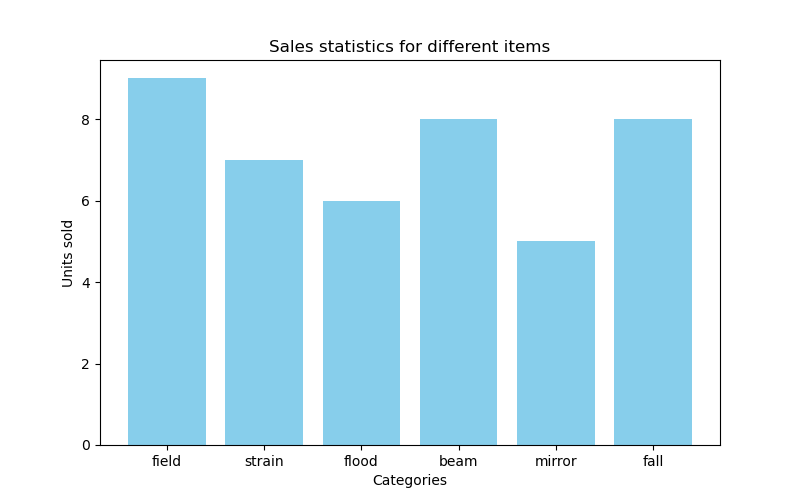 Sales statistics for different items
Units sold
8
6
4
2
0
field strain flood beam mirror fall
Categories